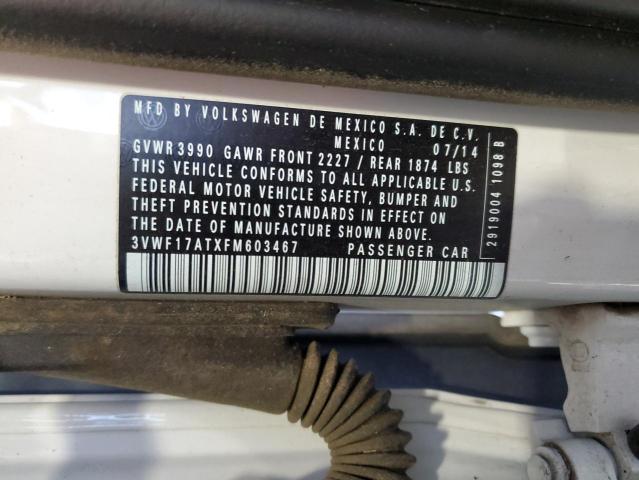 MFD BY VOLKSWAGEN DE MEXICO S.A. DE C.V.
MEXICO 07/14
GVWR 3990 GAWR FRONT 2227 / REAR 1874 LBS
THIS VEHICLE CONFORMS TO ALL APPLICABLE U.S.
FEDERAL MOTOR VEHICLE SAFETY, BUMPER AND
THEFT PREVENTION STANDARDS IN EFFECT ON
THE DATE OF MANUFACTURE SHOWN ABOVE.
3VWF17ATXFM603467 PASSENGER CAR
2919004 1098 B